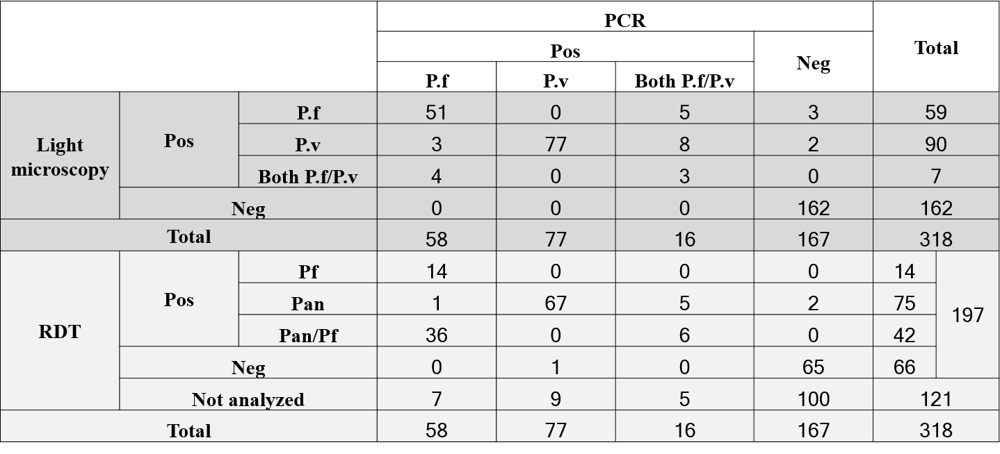 PCR Total
Pos Neg
P.f P.v Both P.f/P.v
Light microscopy Pos P.f 51 0 5 3 59
P.v 3 77 8 2 90
Both P.f/P.v 4 0 3 0 7
Neg 0 0 0 162 162
Total 58 77 16 167 318
RDT Pos Pf 14 0 0 0 14 197
Pan 1 67 5 2 75
Pan/Pf 36 0 6 0 42
Neg 0 1 0 65 66
Not analyzed 7 9 5 100 121
Total 58 77 16 167 318